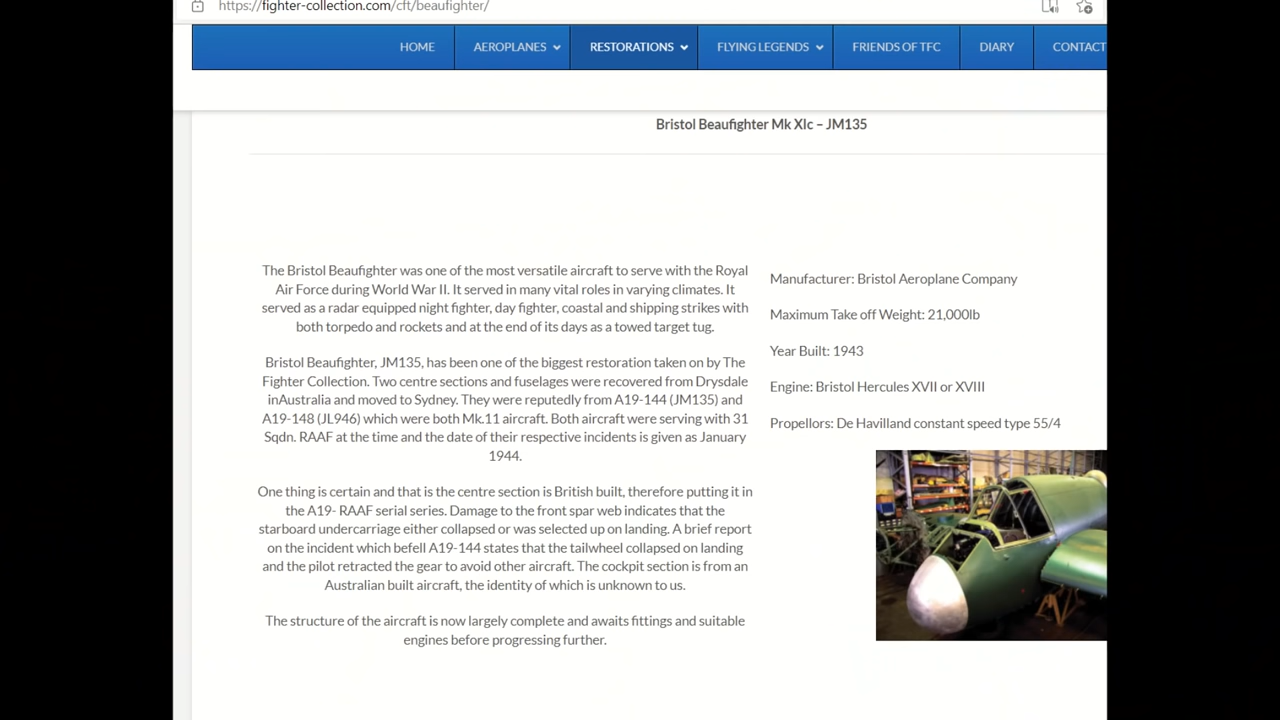 https://fighter-collection.com/cft/beaufighter/
HOME AEROPLANES RESTORATIONS FLYING LEGENDS FRIENDS OF TFC DIARY CONTACT
Bristol Beaufighter Mk XIc – JM135
The Bristol Beaufighter was one of the most versatile aircraft to serve with the Royal
Air Force during World War II. It served in many vital roles in varying climates. It
served as a radar equipped night fighter, day fighter, coastal and shipping strikes with
both torpedo and rockets and at the end of its days as a towed target tug.
Bristol Beaufighter, JM135, has been one of the biggest restoration taken on by The
Fighter Collection. Two centre sections and fuselages were recovered from Drysdale
inAustralia and moved to Sydney. They were reputedly from A19-144 (JM135) and
A19-148 (JL946) which were both Mk.11 aircraft. Both aircraft were serving with 31
Sqdn. RAAF at the time and the date of their respective incidents is given as January
1944.
One thing is certain and that is the centre section is British built, therefore putting it in
the A19- RAAF serial series. Damage to the front spar web indicates that the
starboard undercarriage either collapsed or was selected up on landing. A brief report
on the incident which befell A19-144 states that the tailwheel collapsed on landing
and the pilot retracted the gear to avoid other aircraft. The cockpit section is from an
Australian built aircraft, the identity of which is unknown to us.
The structure of the aircraft is now largely complete and awaits fittings and suitable
engines before progressing further.
Manufacturer: Bristol Aeroplane Company
Maximum Take off Weight: 21,000lb
Year Built: 1943
Engine: Bristol Hercules XVII or XVIII
Propellors: De Havilland constant speed type 55/4